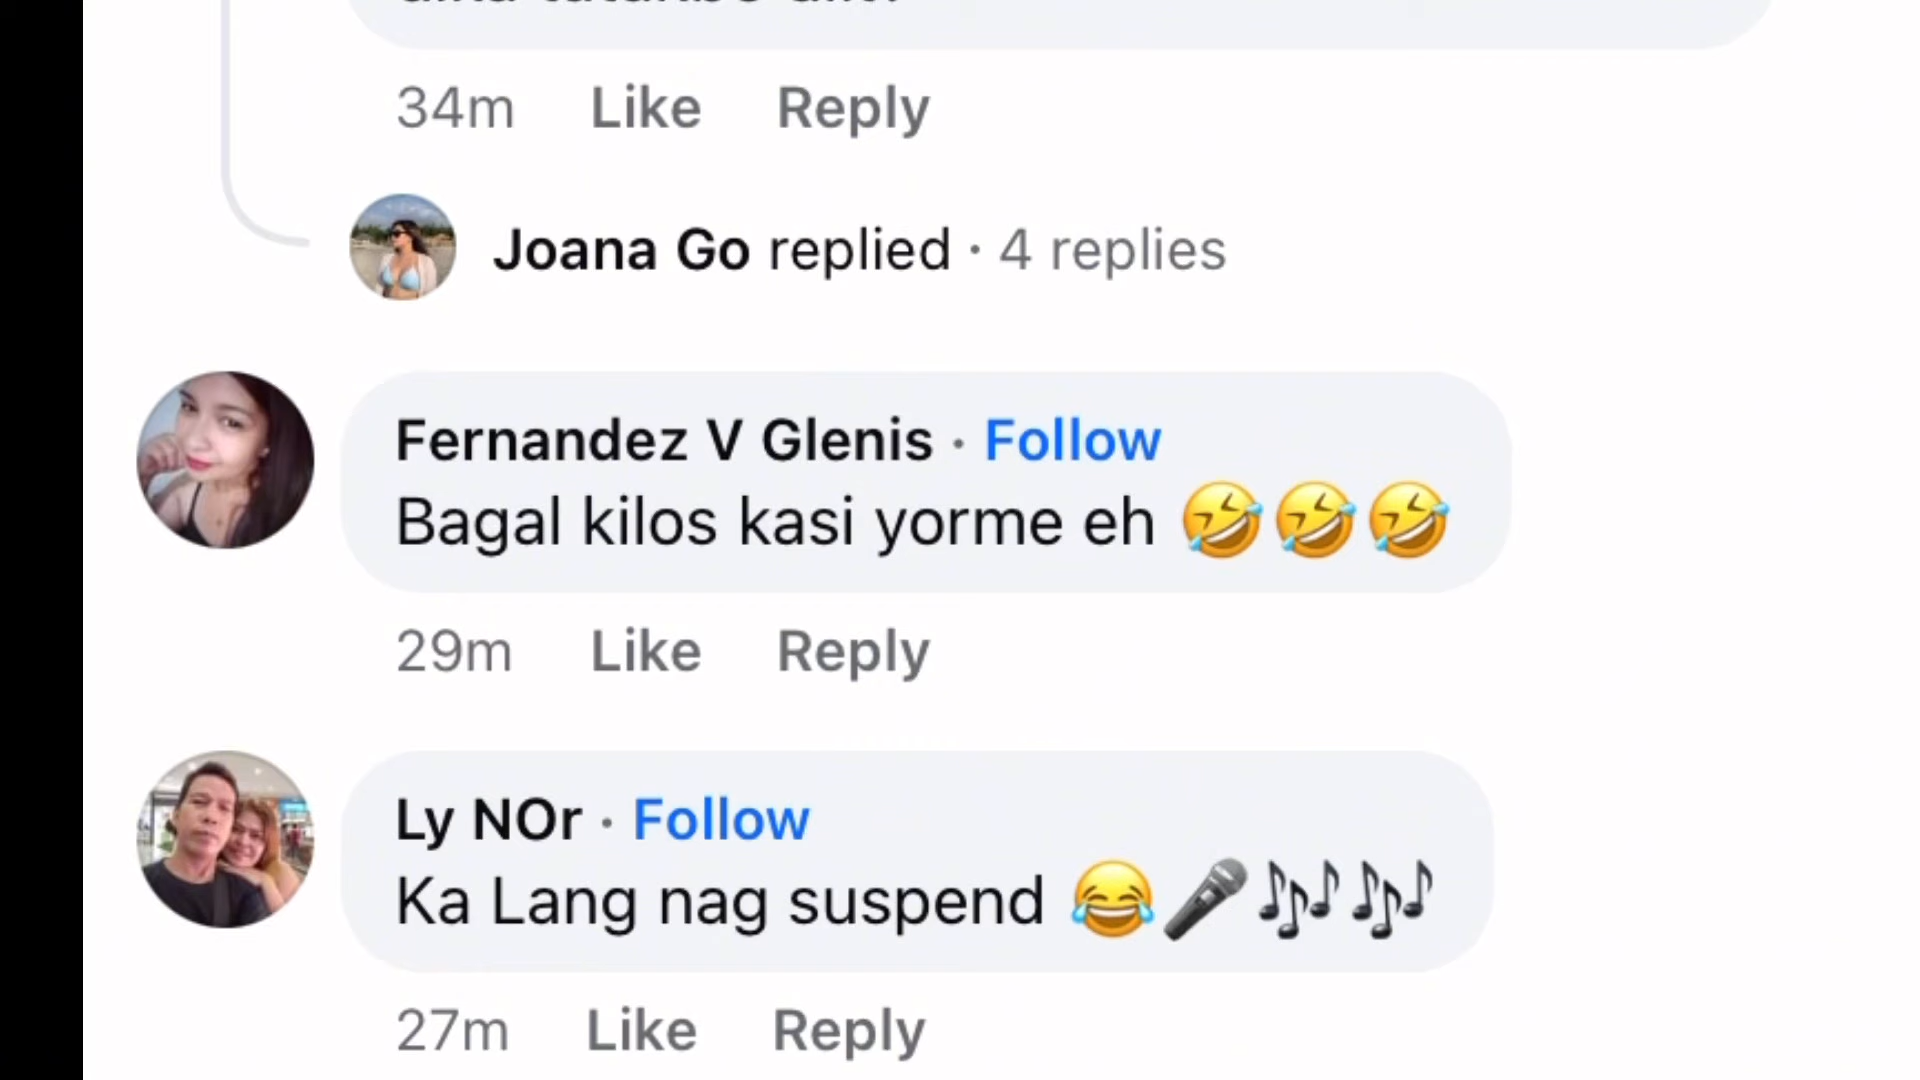 34m Like Reply
Joana Go replied · 4 replies
Fernandez V Glenis · Follow
Bagal kilos kasi yorme eh 🤣🤣🤣
29m Like Reply
Ly NOr · Follow
Ka Lang nag suspend 😂🎤🎶🎶
27m Like Reply